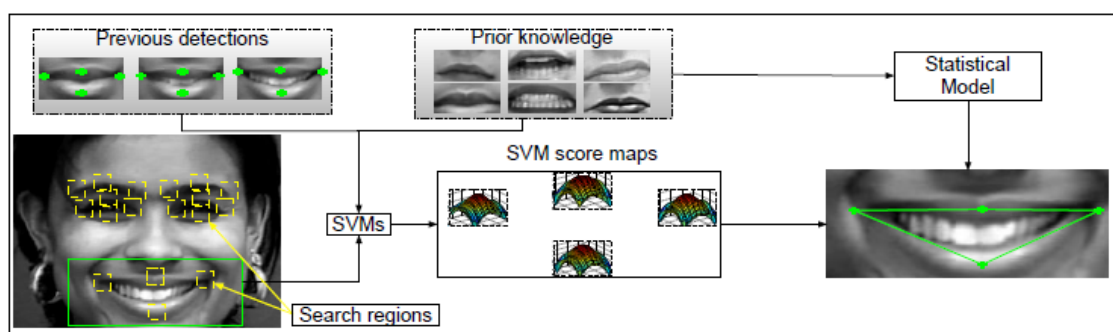 Previous detections
Prior knowledge
Statistical
Model
SVM score maps
SVMs
Search regions